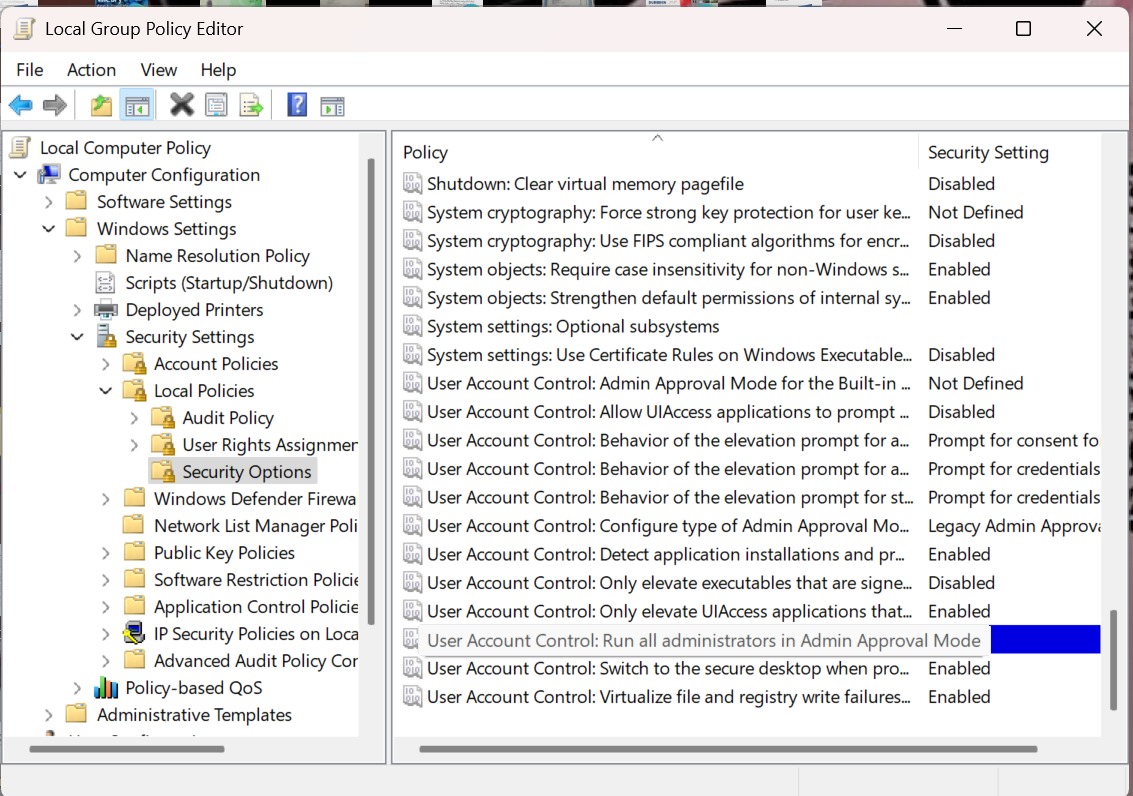 Local Group Policy Editor
File Action View Help
Local Computer Policy
Computer Configuration
Software Settings
Windows Settings
Name Resolution Policy
Scripts (Startup/Shutdown)
Deployed Printers
Security Settings
Account Policies
Local Policies
Audit Policy
User Rights Assignmen
Security Options
Windows Defender Firewa
Network List Manager Poli
Public Key Policies
Software Restriction Policie
Application Control Policie
IP Security Policies on Loca
Advanced Audit Policy Con
Policy-based QoS
Administrative Templates
Policy Security Setting
Shutdown: Clear virtual memory pagefile Disabled
System cryptography: Force strong key protection for user ke... Not Defined
System cryptography: Use FIPS compliant algorithms for encr... Disabled
System objects: Require case insensitivity for non-Windows s... Enabled
System objects: Strengthen default permissions of internal sy... Enabled
System settings: Optional subsystems
System settings: Use Certificate Rules on Windows Executable... Disabled
User Account Control: Admin Approval Mode for the Built-in ... Not Defined
User Account Control: Allow UIAccess applications to prompt ... Disabled
User Account Control: Behavior of the elevation prompt for a... Prompt for consent fo
User Account Control: Behavior of the elevation prompt for a... Prompt for credentials
User Account Control: Behavior of the elevation prompt for st... Prompt for credentials
User Account Control: Configure type of Admin Approval Mo... Legacy Admin Approva
User Account Control: Detect application installations and pr... Enabled
User Account Control: Only elevate executables that are signe... Disabled
User Account Control: Only elevate UIAccess applications that... Enabled
User Account Control: Run all administrators in Admin Approval Mode
User Account Control: Switch to the secure desktop when pro... Enabled
User Account Control: Virtualize file and registry write failures... Enabled